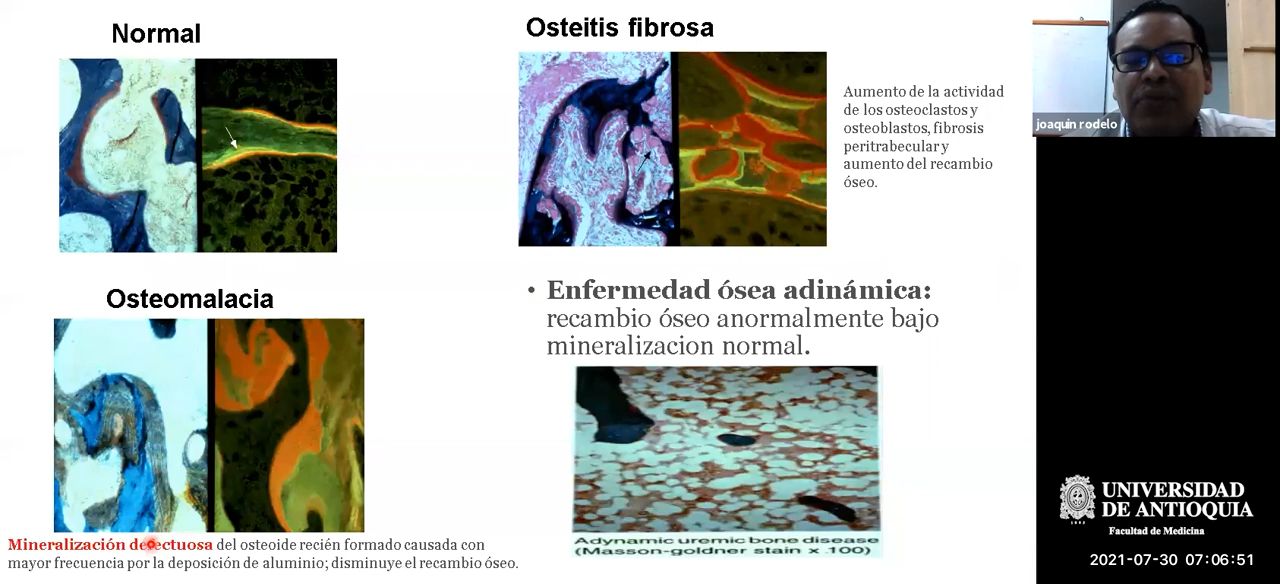 Normal
Osteitis fibrosa
Aumento de la actividad
de los osteoclastos y
osteoblastos, fibrosis
peritrabecular y
aumento del recambio
óseo.
joaquin rodelo
Osteomalacia
• Enfermedad ósea adinámica:
recambio óseo anormalmente bajo
mineralizacion normal.
Adynamic uremic bone disease
(Masson-goldner stain x 100)
Mineralización defectuosa del osteoide recién formado causada con
mayor frecuencia por la deposición de aluminio; disminuye el recambio óseo.
UNIVERSIDAD
DE ANTIOQUIA
1803
Facultad de Medicina
2021-07-30 07:06:51